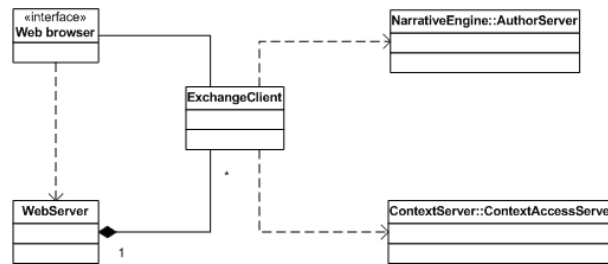 «interface»
Web browser
NarrativeEngine::AuthorServer
ExchangeClient
*
WebServer
1
ContextServer::ContextAccessServe